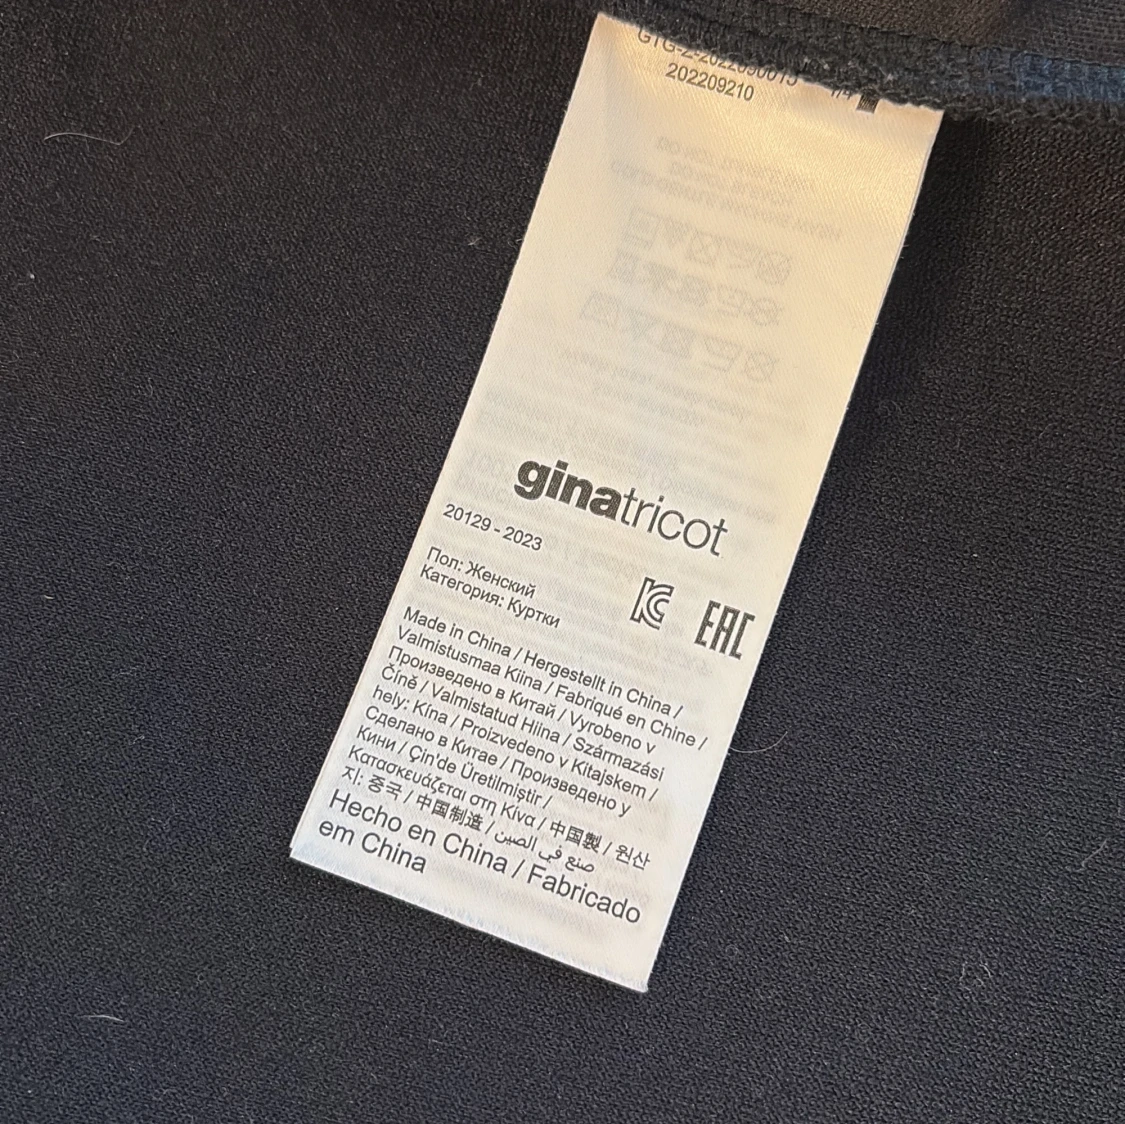 202209210
ginatricot
20129 - 2023
Пол: Женский
Категория: Куртки
EAC
Made in China / Hergestellt in China /
Valmistusmaa Kiina / Fabriqué en Chine /
Произведено в Китай / Vyrobeno v
Číně / Valmistatud Hiina / Származási
hely: Kína / Proizvedeno v Kitajskem /
Сделано в Китае / Произведено у
Кини / Çin'de Üretilmiştir /
Κατασκευάζεται στη Κίνα / 中国製 / 원산
지: 중국 / 中国制造 / صنع في الصين
Hecho en China / Fabricado
em China